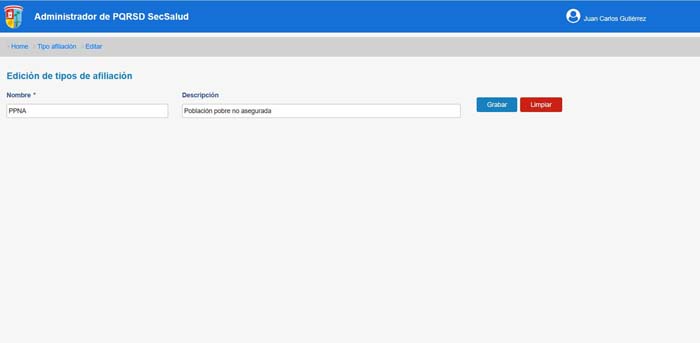 Administrador de PQRSD SecSalud
Juan Carlos Gutiérrez
Home Tipo afiliación Editar
Edición de tipos de afiliación
Nombre * Descripción
PPNA Población pobre no asegurada Grabar Limpiar